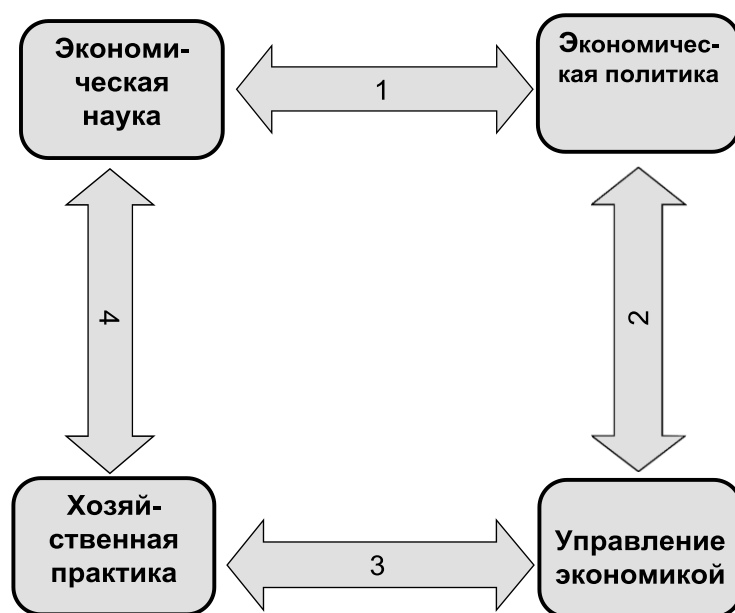 Экономи-
ческая
наука
1
Экономичес-
кая политика
4
2
Хозяй-
ственная
практика
3
Управление
экономикой